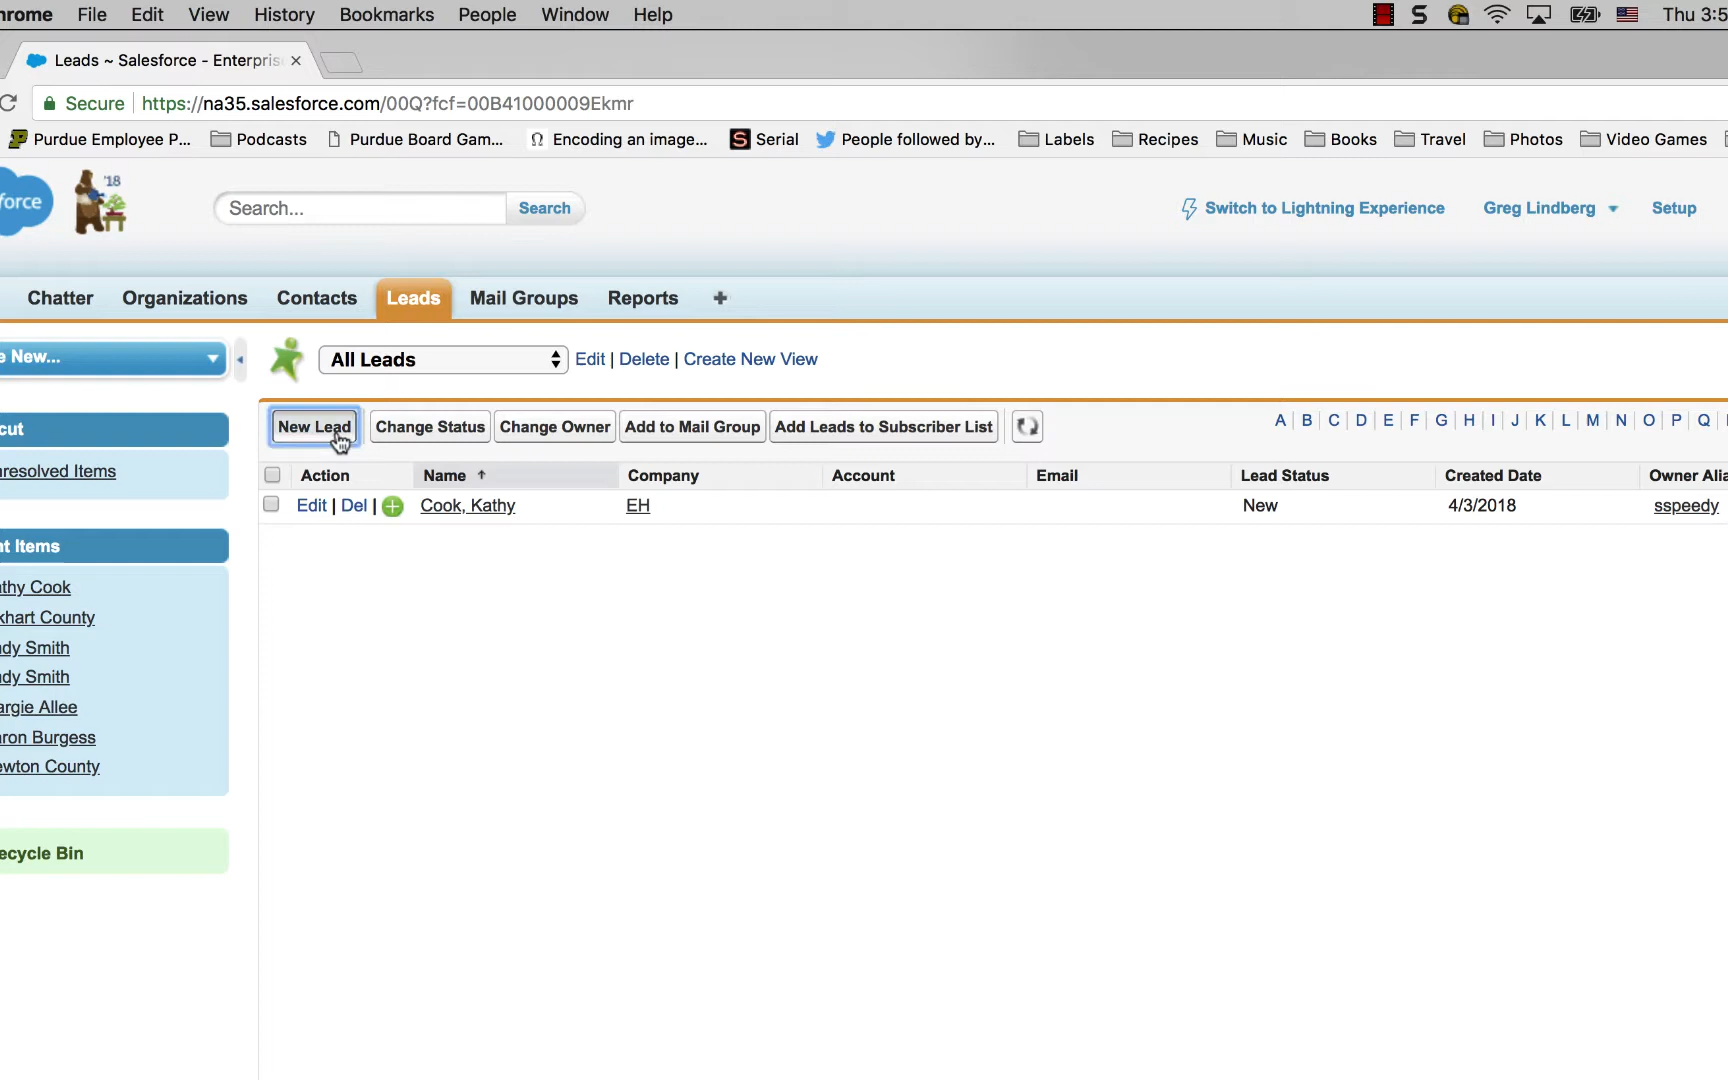 hrome File Edit View History Bookmarks People Window Help S Thu 3:5
Leads ~ Salesforce - Enterpris ×
Secure https://na35.salesforce.com/00Q?fcf=00B41000009Ekmr
Purdue Employee P... Podcasts Purdue Board Gam... Ω Encoding an image... S Serial People followed by... Labels Recipes Music Books Travel Photos Video Games
force '18 Search... Search Switch to Lightning Experience Greg Lindberg Setup
Chatter Organizations Contacts Leads Mail Groups Reports +
e New... All Leads Edit | Delete | Create New View
New Lead Change Status Change Owner Add to Mail Group Add Leads to Subscriber List A | B | C | D | E | F | G | H | I | J | K | L | M | N | O | P | Q |
cut
Action Name ↑ Company Account Email Lead Status Created Date Owner Alia
resolved Items
Edit | Del | Cook, Kathy EH New 4/3/2018 sspeedy
nt Items
thy Cook
khart County
ndy Smith
ndy Smith
argie Allee
aron Burgess
ewton County
ecycle Bin